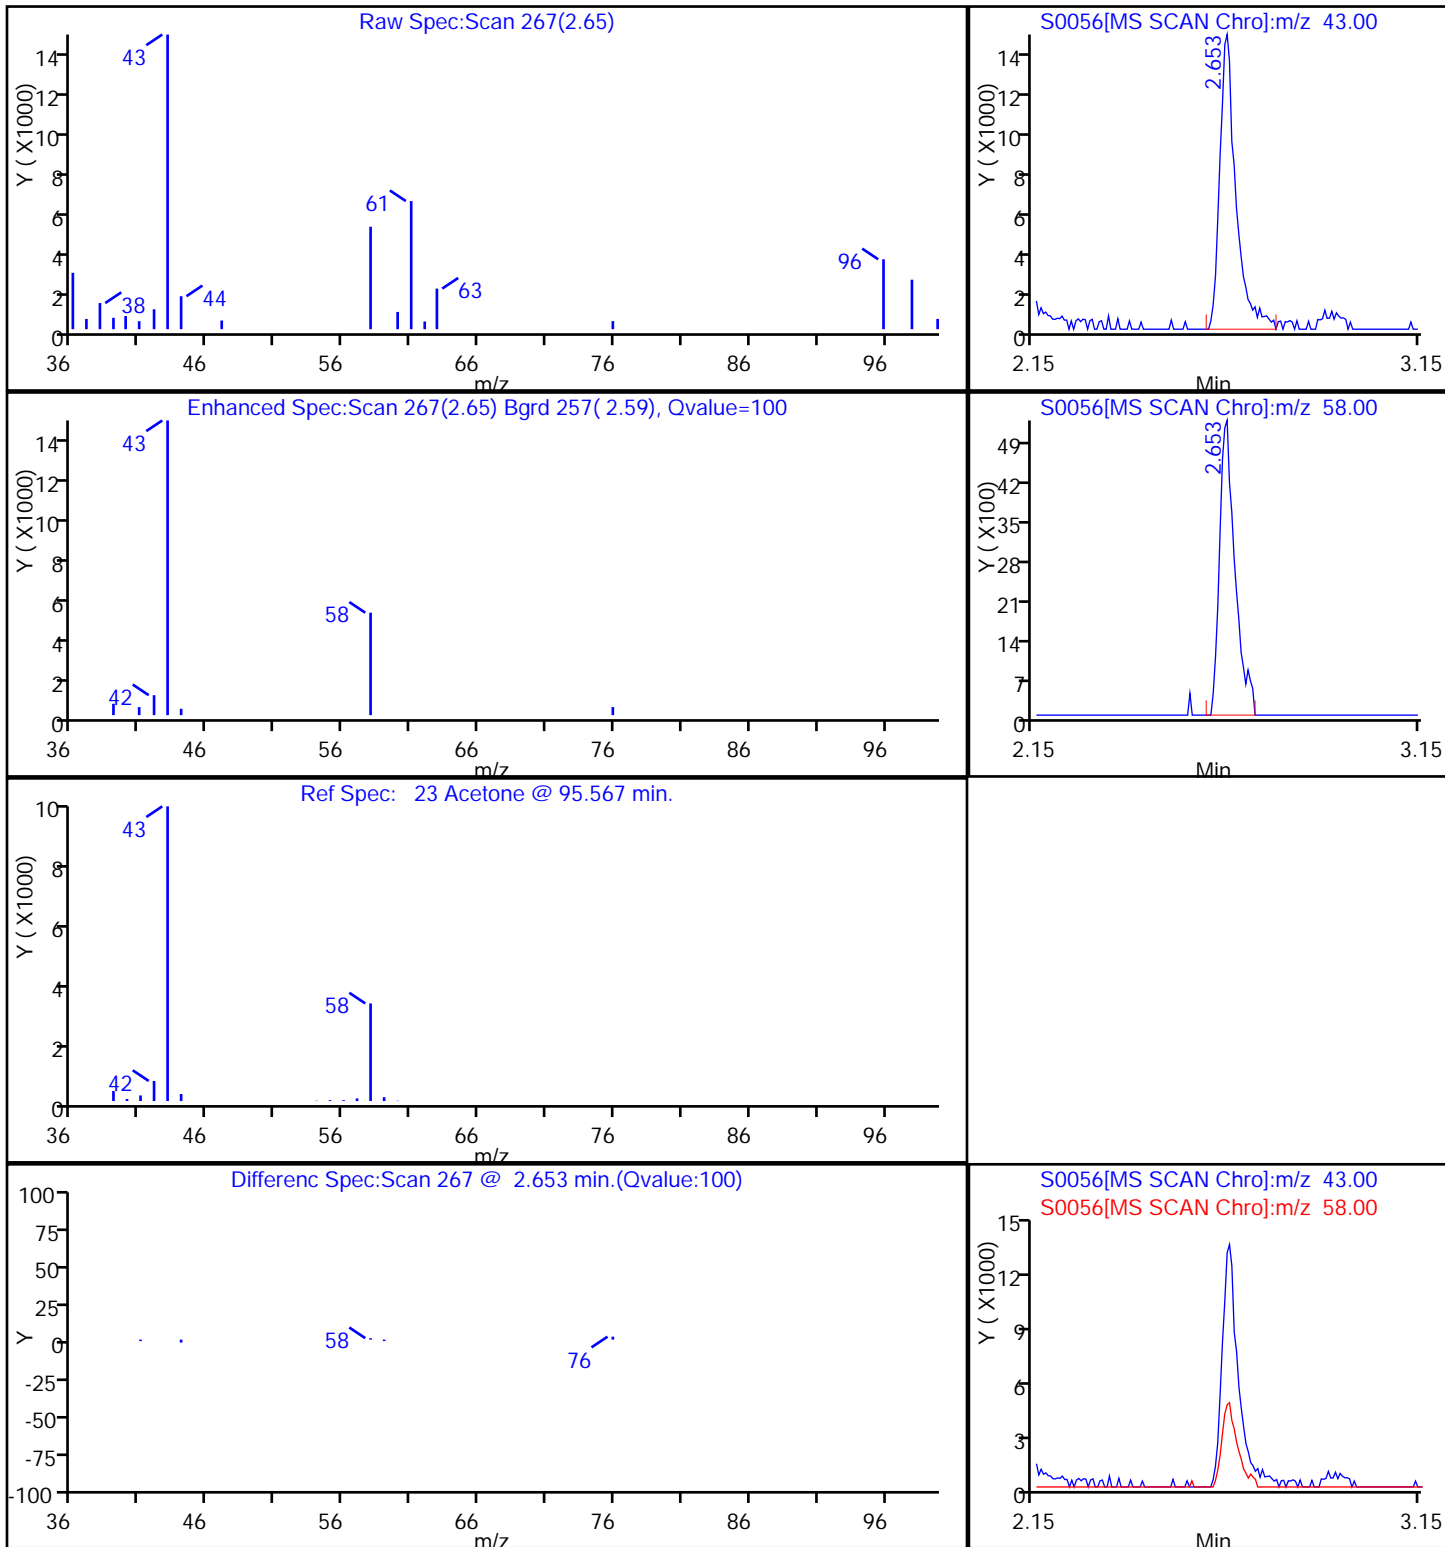 Raw Spec:Scan 267(2.65)
Y ( X1000)
14
12
10
8
6
4
2
0
43
38
44
61
63
96
36 46 56 66 76 86 96
m/z
S0056[MS SCAN Chro]:m/z 43.00
Y ( X1000)
14
12
10
8
6
4
2
0
2.653
2.15 3.15
Min
Enhanced Spec:Scan 267(2.65) Bgrd 257( 2.59), Qvalue=100
Y ( X1000)
14
12
10
8
6
4
2
0
43
42
58
36 46 56 66 76 86 96
m/z
S0056[MS SCAN Chro]:m/z 58.00
Y ( X100)
49
42
35
28
21
14
7
0
2.653
2.15 3.15
Min
Ref Spec: 23 Acetone @ 95.567 min.
Y ( X1000)
10
8
6
4
2
0
43
42
58
36 46 56 66 76 86 96
m/z
Differenc Spec:Scan 267 @ 2.653 min.(Qvalue:100)
Y
100
75
50
25
0
-25
-50
-75
-100
58
76
36 46 56 66 76 86 96
m/z
S0056[MS SCAN Chro]:m/z 43.00
S0056[MS SCAN Chro]:m/z 58.00
Y ( X1000)
15
12
9
6
3
0
2.15 3.15
Min